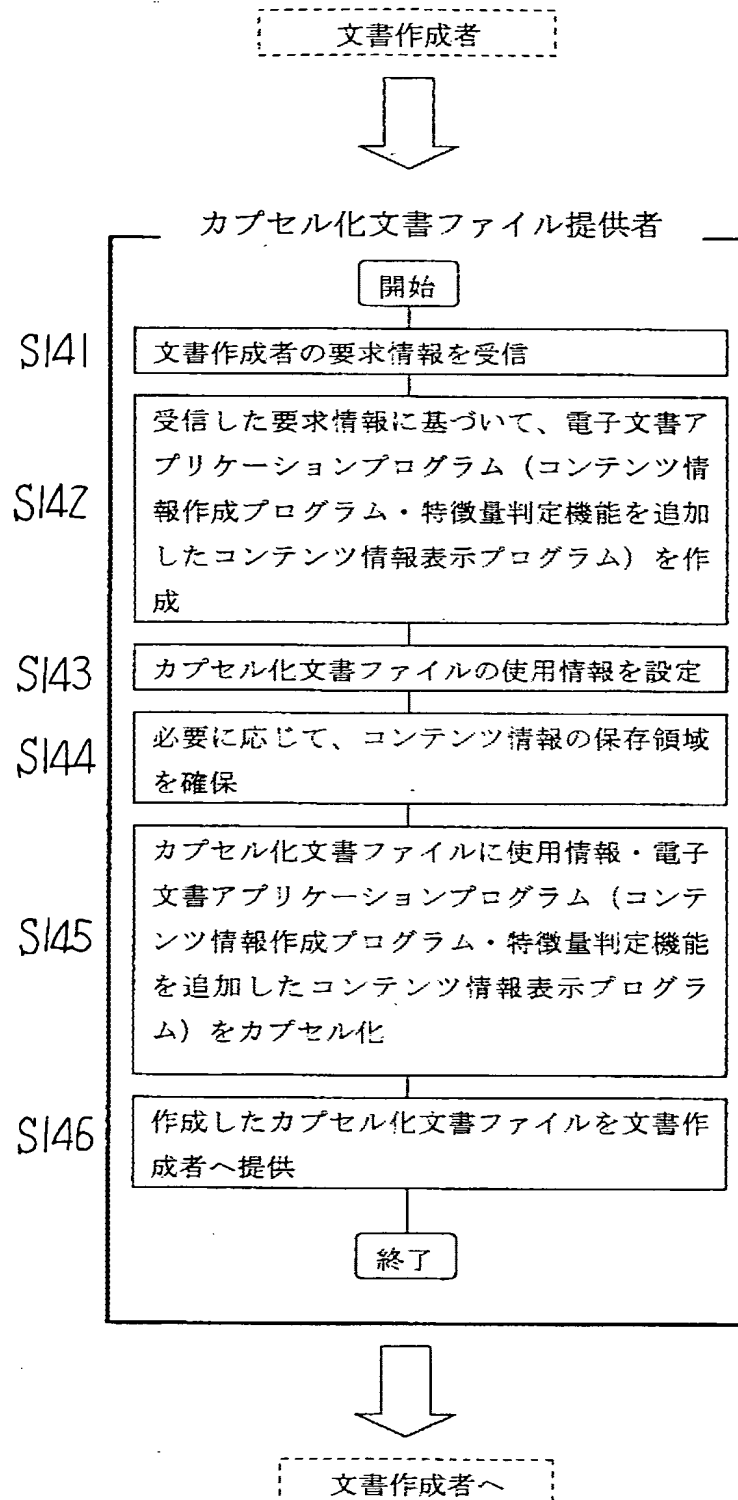 文書作成者
カプセル化文書ファイル提供者
開始
S141
文書作成者の要求情報を受信
S142
受信した要求情報に基づいて、電子文書ア
プリケーションプログラム（コンテンツ情
報作成プログラム・特徴量判定機能を追加
したコンテンツ情報表示プログラム）を作
成
S143
カプセル化文書ファイルの使用情報を設定
S144
必要に応じて、コンテンツ情報の保存領域
を確保
S145
カプセル化文書ファイルに使用情報・電子
文書アプリケーションプログラム（コンテ
ンツ情報作成プログラム・特徴量判定機能
を追加したコンテンツ情報表示プログラ
ム）をカプセル化
S146
作成したカプセル化文書ファイルを文書作
成者へ提供
終了
文書作成者へ